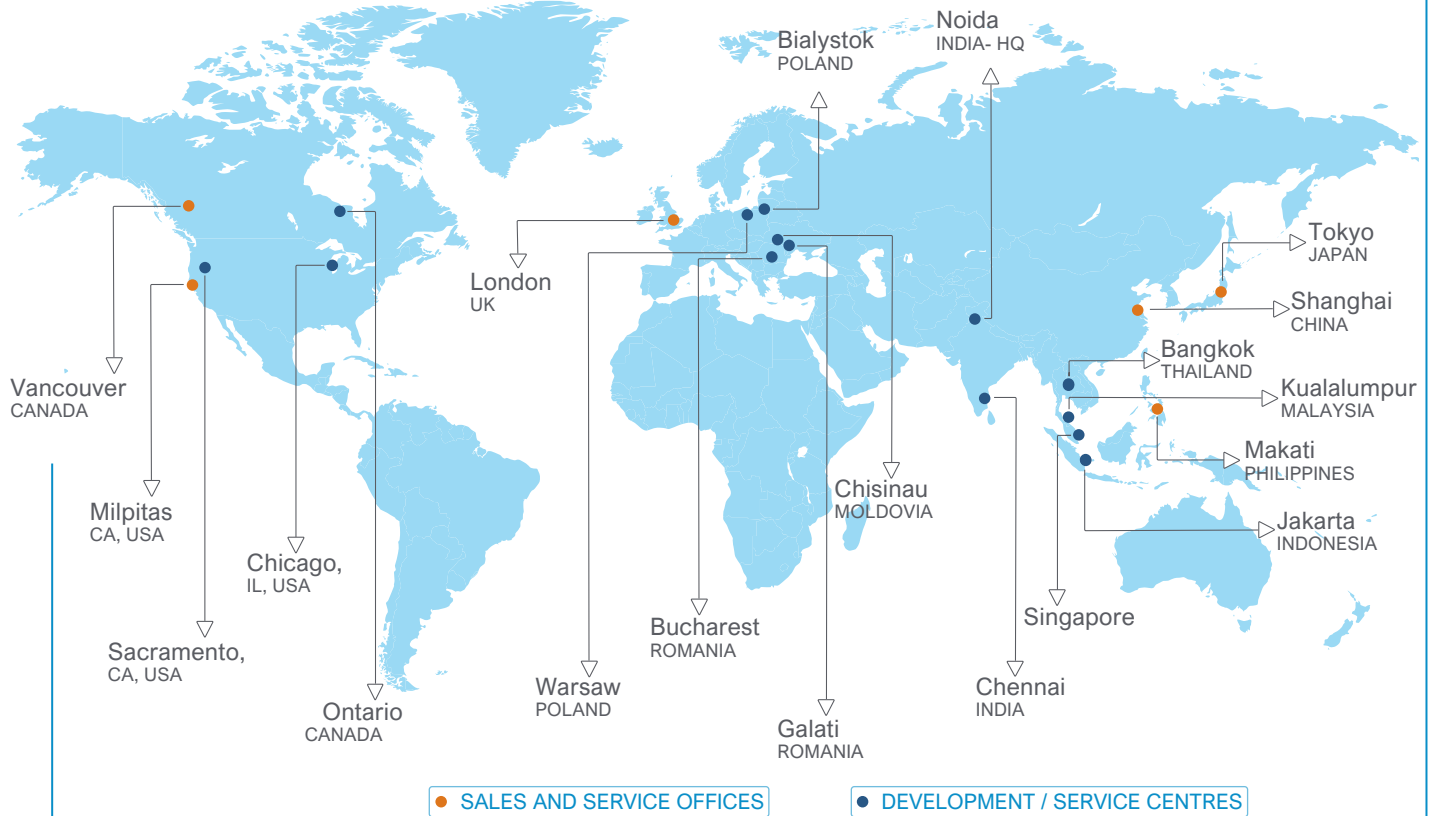 Noida
INDIA- HQ
Bialystok
POLAND
Tokyo
JAPAN
London
UK
Shanghai
CHINA
Bangkok
THAILAND
Vancouver
CANADA
Kualalumpur
MALAYSIA
Makati
PHILIPPINES
Chisinau
MOLDOVIA
Milpitas
CA, USA
Jakarta
INDONESIA
Chicago,
IL, USA
Singapore
Bucharest
ROMANIA
Sacramento,
CA, USA
Warsaw
POLAND
Chennai
INDIA
Ontario
CANADA
Galati
ROMANIA
SALES AND SERVICE OFFICES
DEVELOPMENT / SERVICE CENTRES